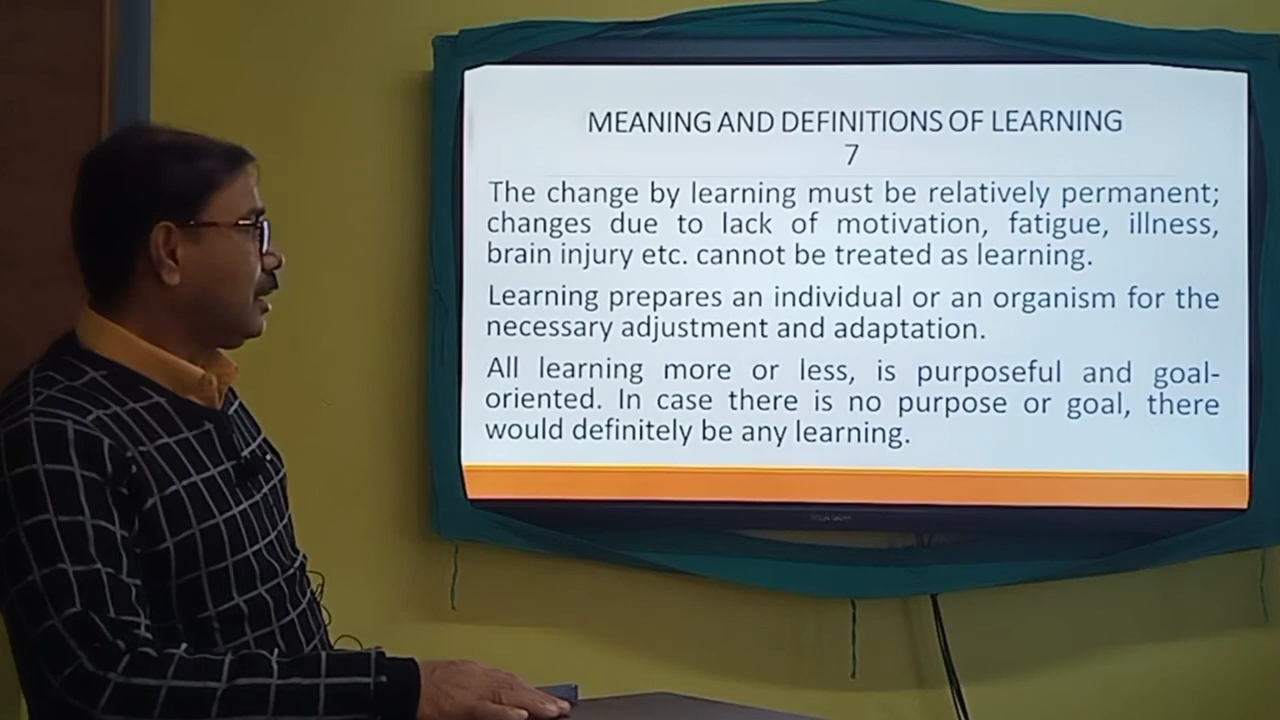 MEANING AND DEFINITIONS OF LEARNING
7
The change by learning must be relatively permanent;
changes due to lack of motivation, fatigue, illness,
brain injury etc. cannot be treated as learning.
Learning prepares an individual or an organism for the
necessary adjustment and adaptation.
All learning more or less, is purposeful and goal-
oriented. In case there is no purpose or goal, there
would definitely be any learning.